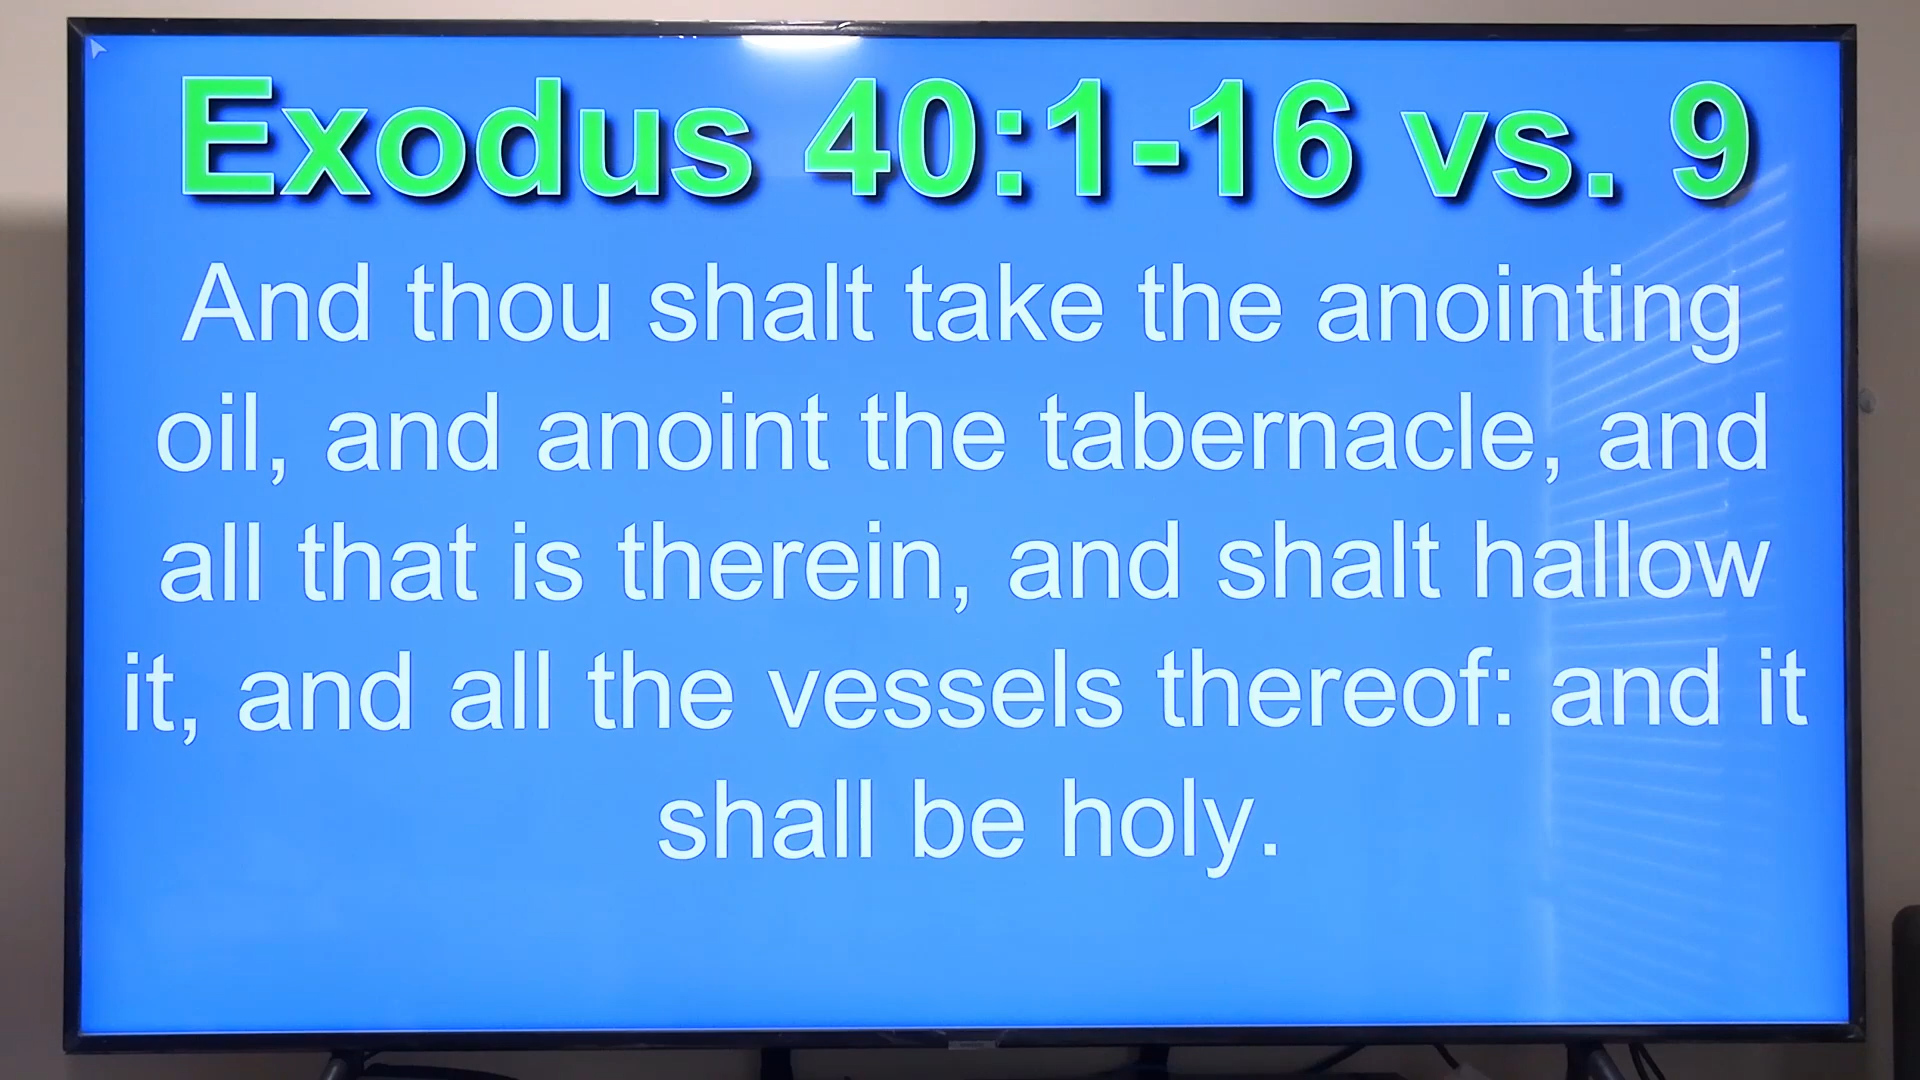 Exodus 40:1-16 vs. 9
And thou shalt take the anointing
oil, and anoint the tabernacle, and
all that is therein, and shalt hallow
it, and all the vessels thereof: and it
shall be holy.